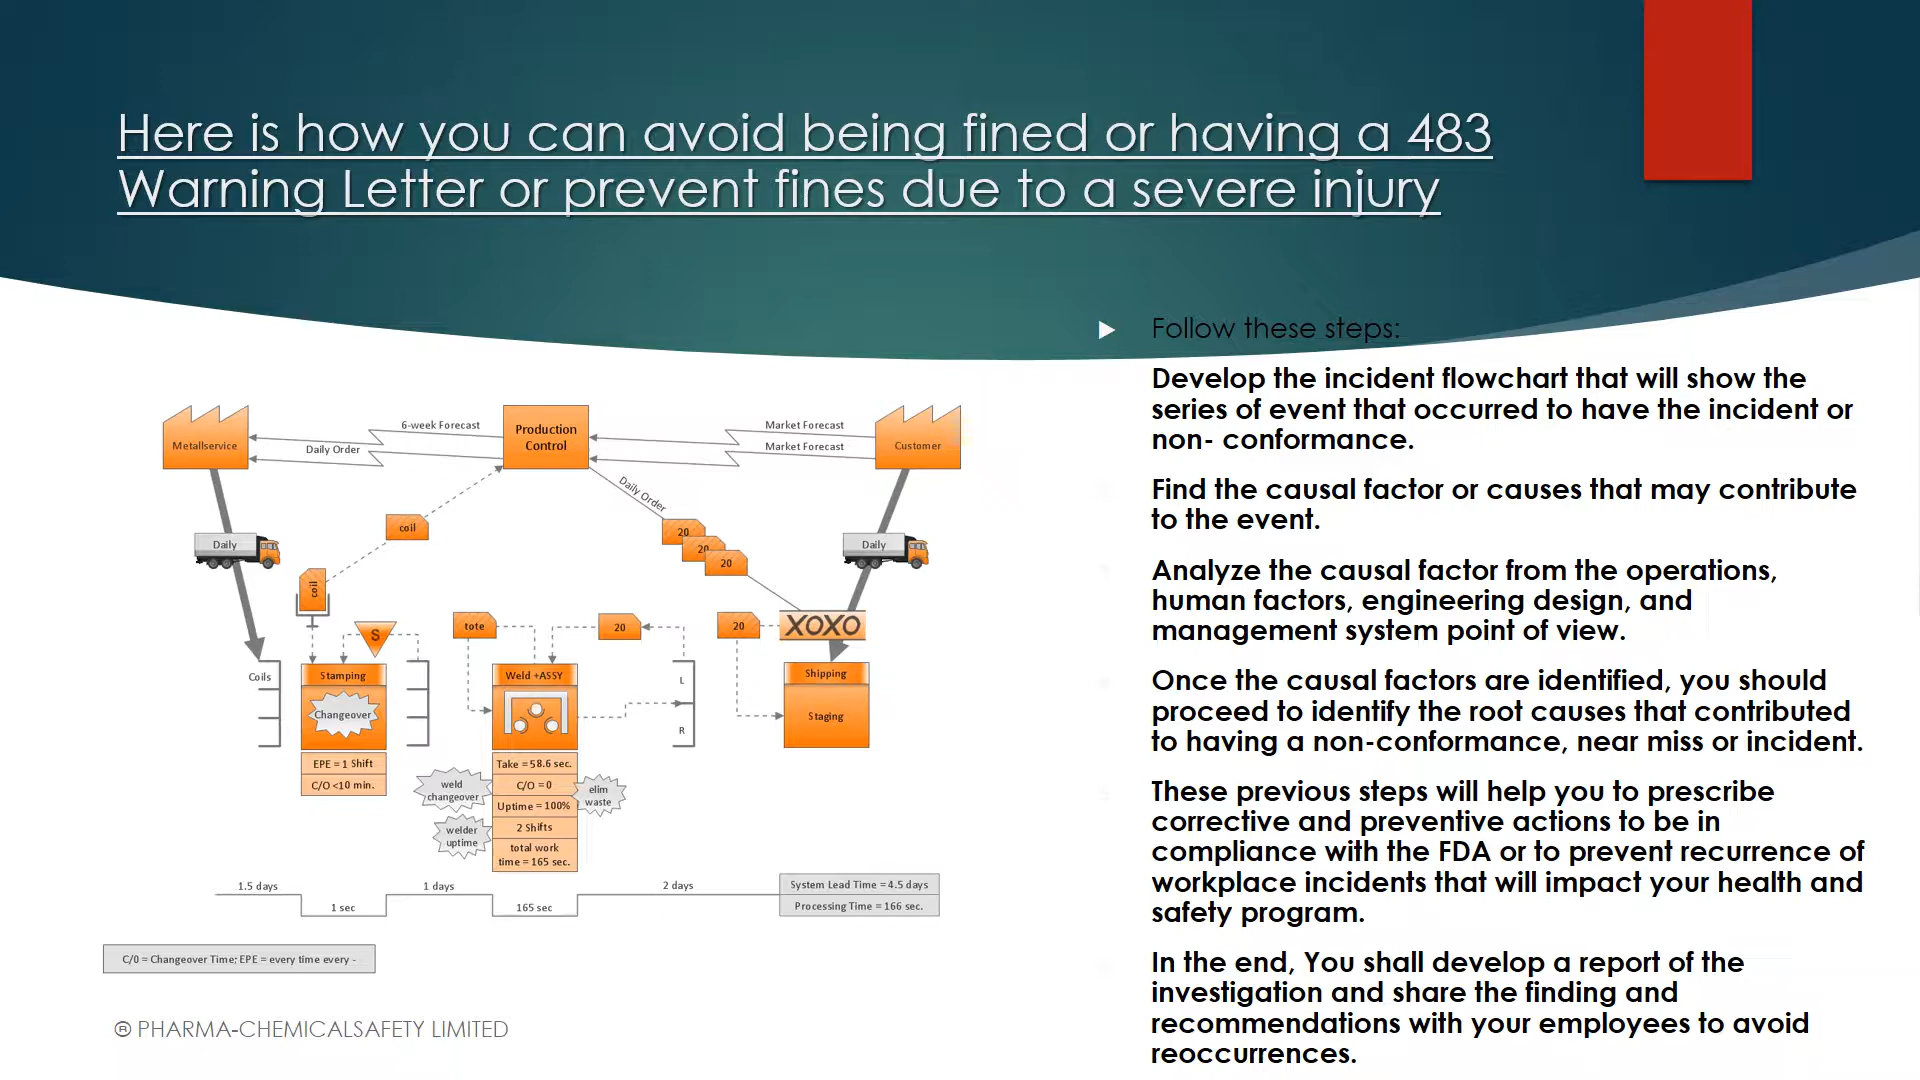 Here is how you can avoid being fined or having a 483
Warning Letter or prevent fines due to a severe injury
Follow these steps:
Develop the incident flowchart that will show the
series of event that occurred to have the incident or
non- conformance.
Find the causal factor or causes that may contribute
to the event.
Analyze the causal factor from the operations,
human factors, engineering design, and
management system point of view.
Once the causal factors are identified, you should
proceed to identify the root causes that contributed
to having a non-conformance, near miss or incident.
These previous steps will help you to prescribe
corrective and preventive actions to be in
compliance with the FDA or to prevent recurrence of
workplace incidents that will impact your health and
safety program.
In the end, You shall develop a report of the
investigation and share the finding and
recommendations with your employees to avoid
reoccurrences.
Metallservice
6-week Forecast
Daily Order
Production
Control
Market Forecast
Market Forecast
Customer
Daily Order
coil
20
20
20
Daily
Daily
coil
S
tote
20
20
XOXO
Coils
Stamping
Changeover
EPE = 1 Shift
C/O <10 min.
Weld +ASSY
Take = 58.6 sec.
C/O = 0
Uptime = 100%
2 Shifts
total work
time = 165 sec.
weld
changeover
welder
uptime
elim
waste
L
R
Shipping
Staging
1.5 days
1 sec
1 days
165 sec
2 days
System Lead Time = 4.5 days
Processing Time = 166 sec.
C/0 = Changeover Time; EPE = every time every -
® PHARMA-CHEMICALSAFETY LIMITED